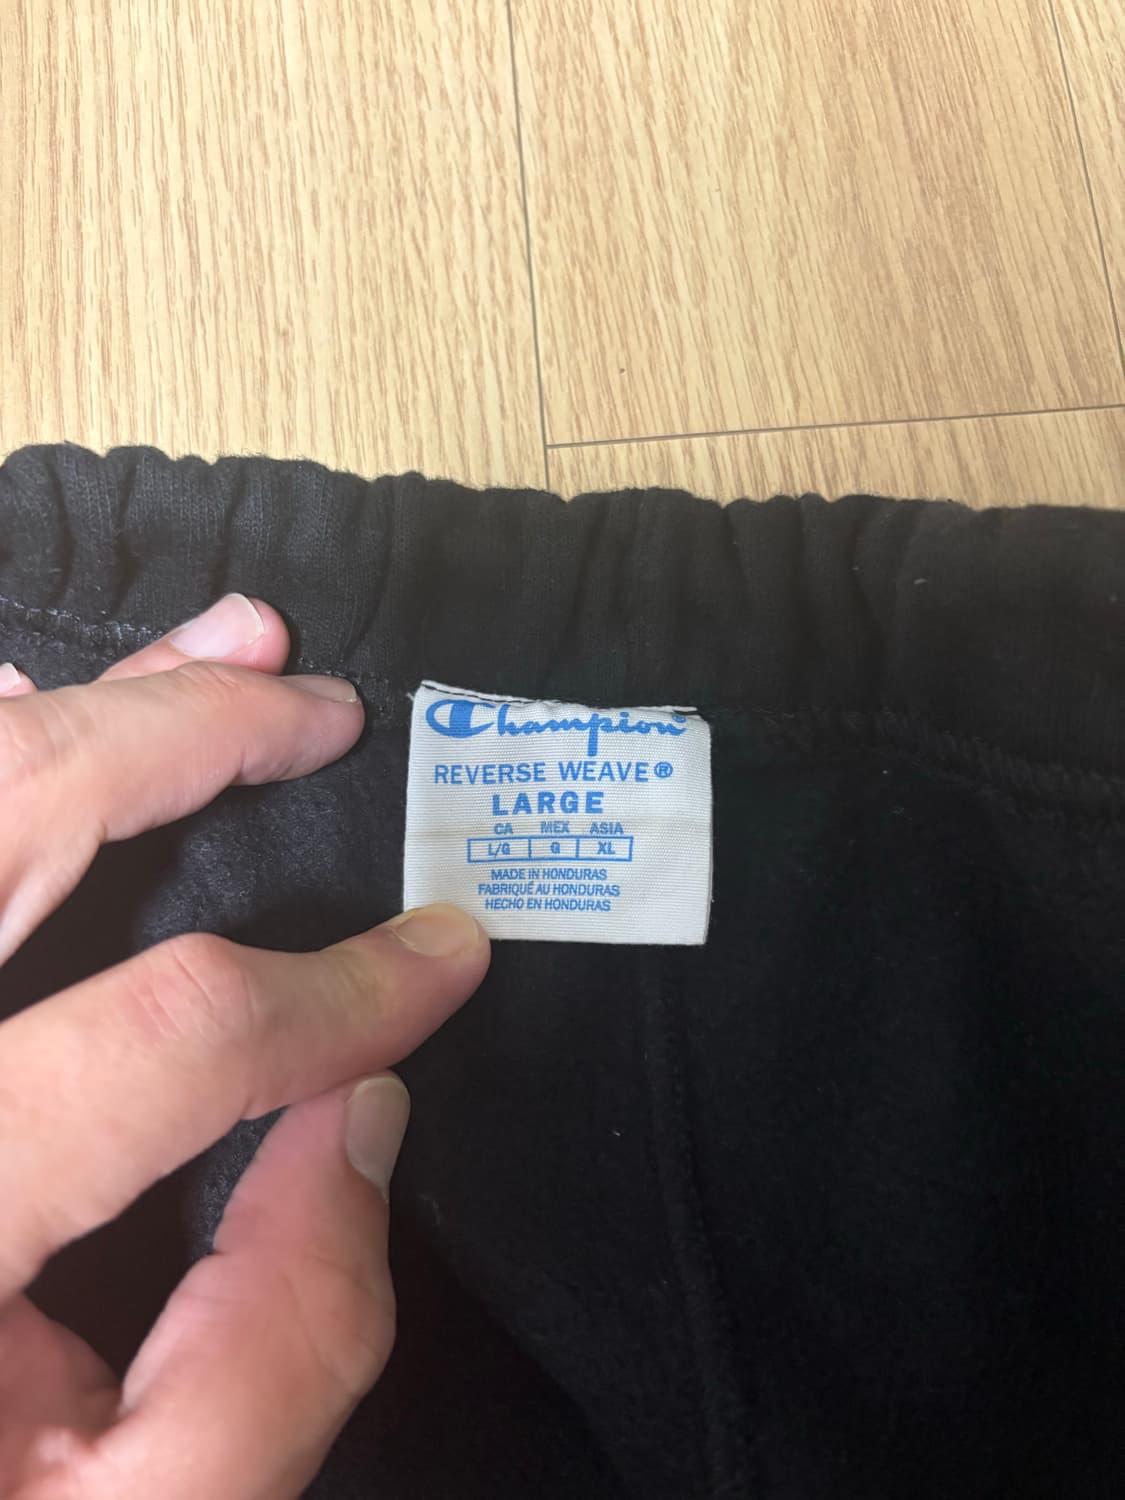 Champion
REVERSE WEAVE®
LARGE
CA MEX ASIA
L/G G XL
MADE IN HONDURAS
FABRIQUÉ AU HONDURAS
HECHO EN HONDURAS